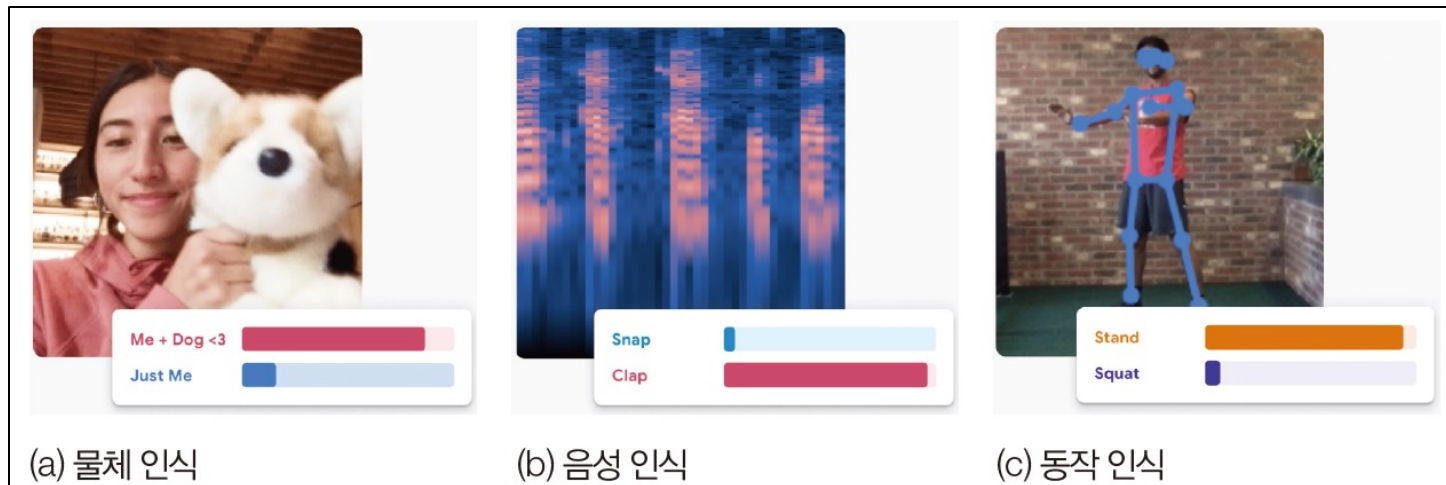 Me + Dog <3
Just Me
Snap
Clap
Stand
Squat
(a) 물체 인식
(b) 음성 인식
(c) 동작 인식